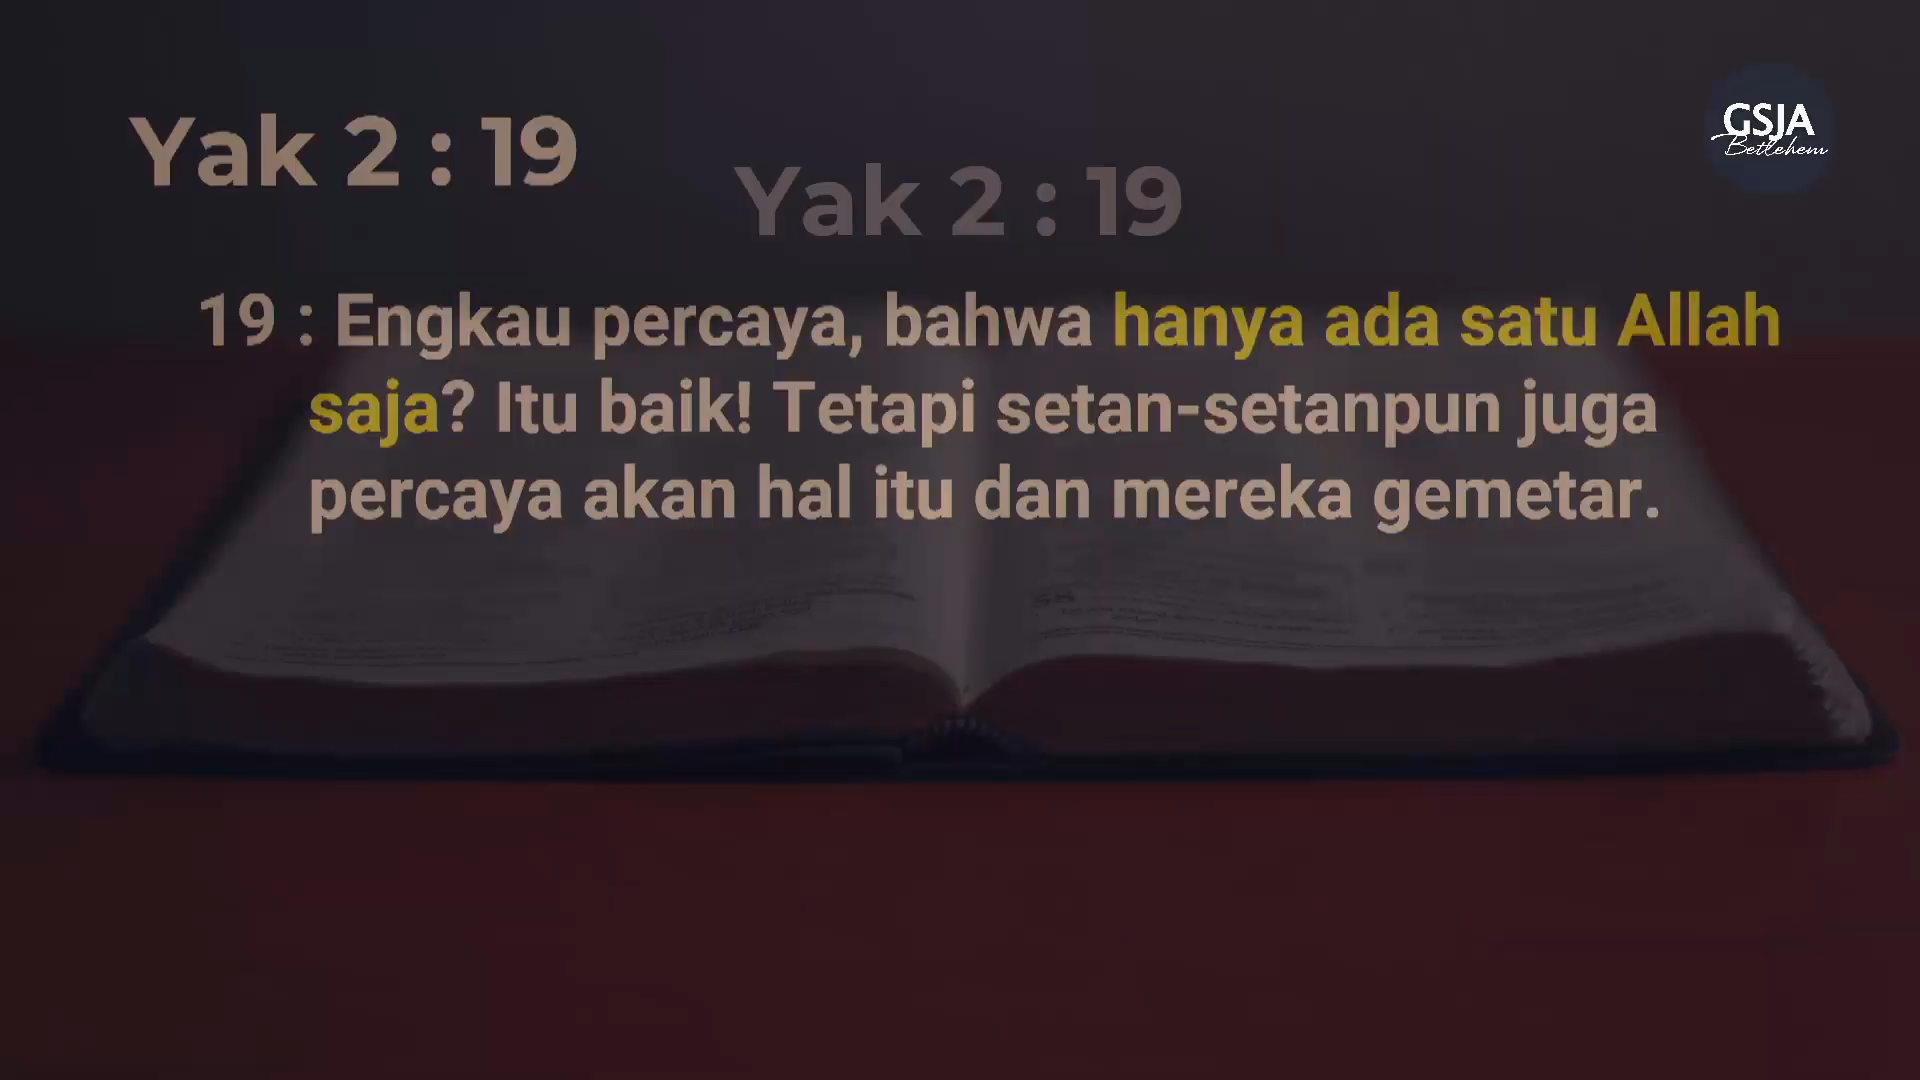 Yak 2 : 19
GSJA
Betlehem
Yak 2 : 19
19 : Engkau percaya, bahwa hanya ada satu Allah
saja? Itu baik! Tetapi setan-setanpun juga
percaya akan hal itu dan mereka gemetar.